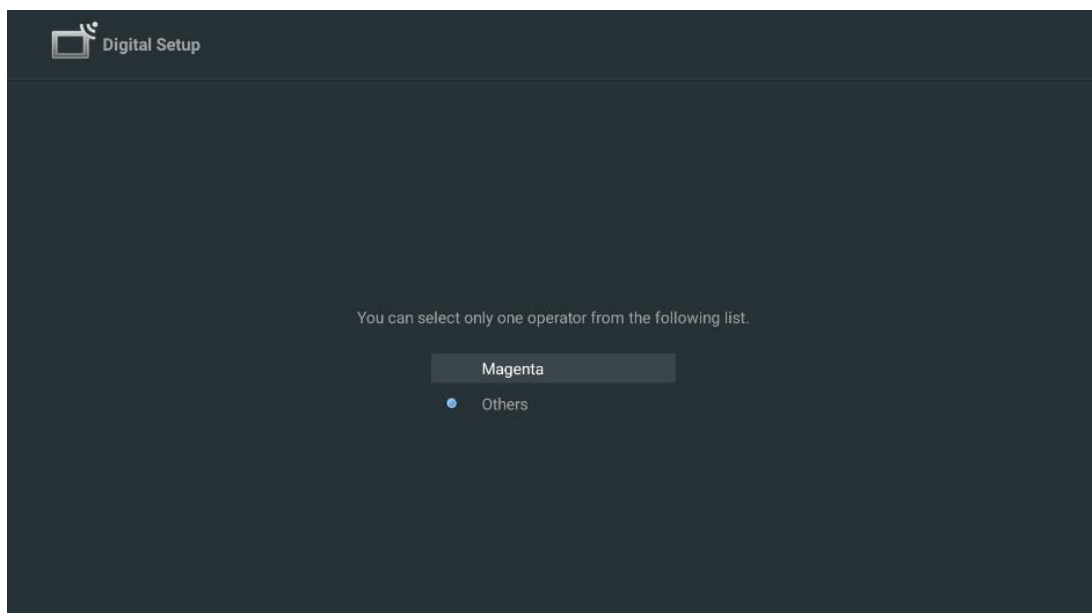 Digital Setup
You can select only one operator from the following list.
Magenta
Others